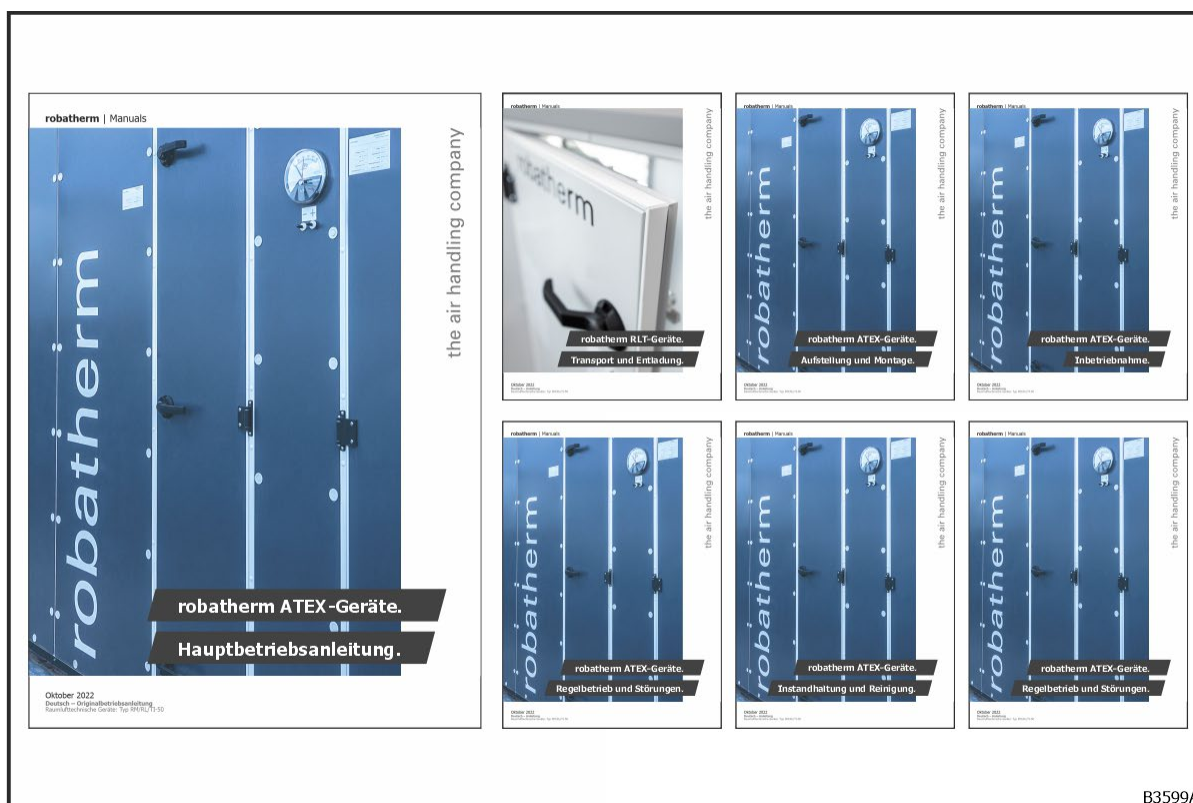 robatherm | Manuals
the air handling company
robatherm
robatherm ATEX-Geräte.
Hauptbetriebsanleitung.
Oktober 2022
Deutsch – Originalbetriebsanleitung
Raumlufttechnische Geräte: Typ RM/RL/TI-50
robatherm | Manuals
the air handling company
robatherm
robatherm RLT-Geräte.
Transport und Entladung.
Oktober 2022
robatherm | Manuals
the air handling company
robatherm
robatherm ATEX-Geräte.
Aufstellung und Montage.
Oktober 2022
robatherm | Manuals
the air handling company
robatherm
robatherm ATEX-Geräte.
Inbetriebnahme.
Oktober 2022
robatherm | Manuals
the air handling company
robatherm
robatherm ATEX-Geräte.
Regelbetrieb und Störungen.
Oktober 2022
robatherm | Manuals
the air handling company
robatherm
robatherm ATEX-Geräte.
Instandhaltung und Reinigung.
Oktober 2022
robatherm | Manuals
the air handling company
robatherm
robatherm ATEX-Geräte.
Regelbetrieb und Störungen.
Oktober 2022